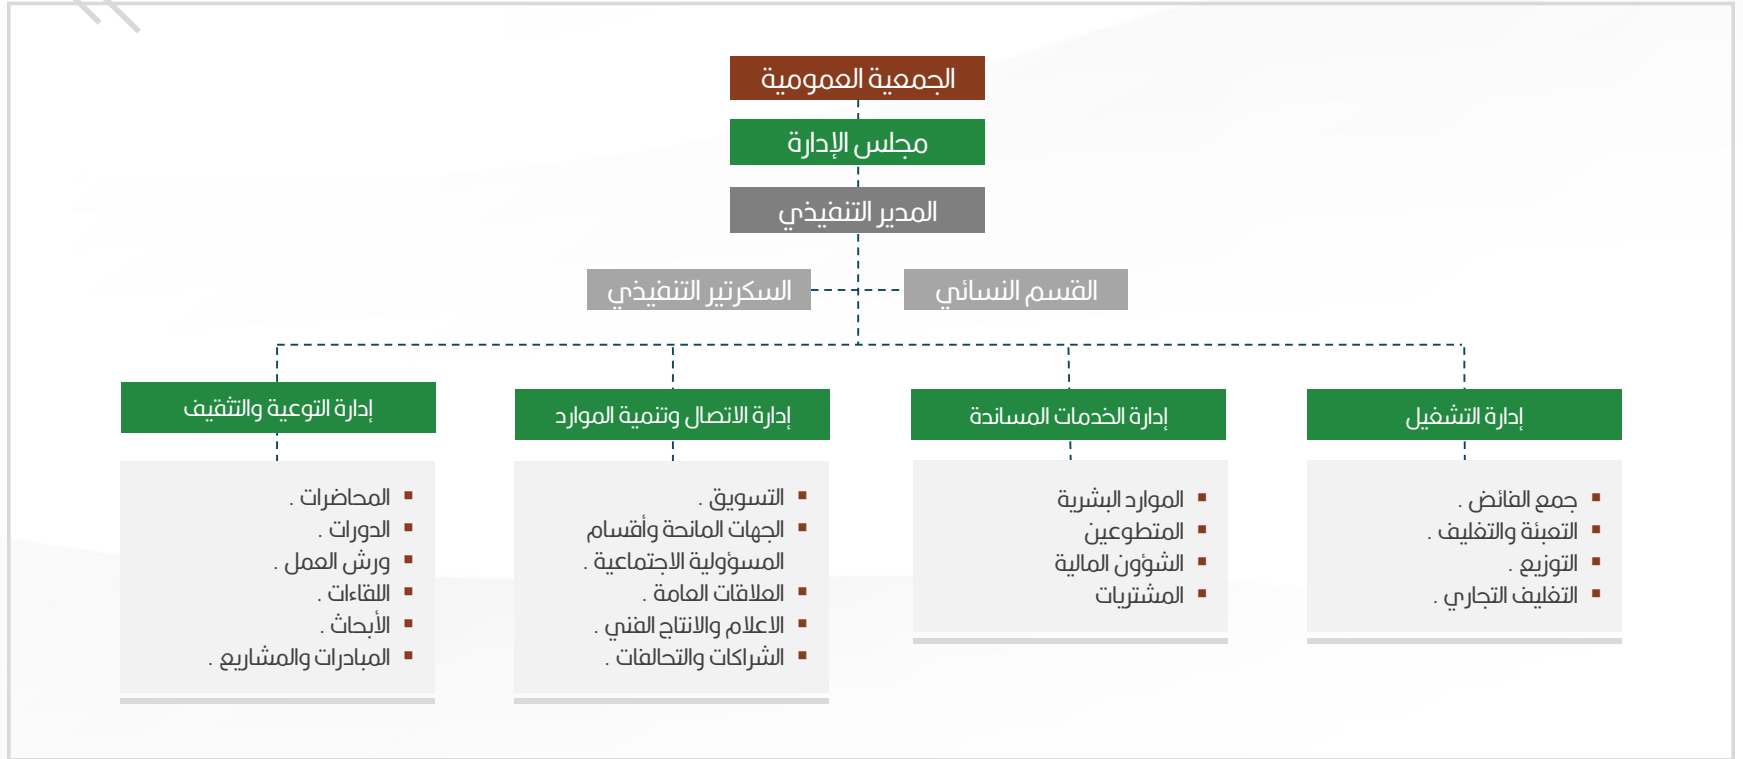 الجمعية العمومية
مجلس الإدارة
المدير التنفيذي
القسم النسائي
السكرتير التنفيذي
إدارة التشغيل
جمع الفائض .
التعبئة والتغليف .
التوزيع .
التغليف التجاري .
إدارة الخدمات المساندة
الموارد البشرية
المتطوعين
الشؤون المالية
المشتريات
إدارة الاتصال وتنمية الموارد
التسويق .
الجهات المانحة وأقسام
المسؤولية الاجتماعية .
العلاقات العامة .
الاعلام والانتاج الفني .
الشراكات والتحالفات .
إدارة التوعية والتثقيف
المحاضرات .
الدورات .
ورش العمل .
اللقاءات .
الأبحاث .
المبادرات والمشاريع .